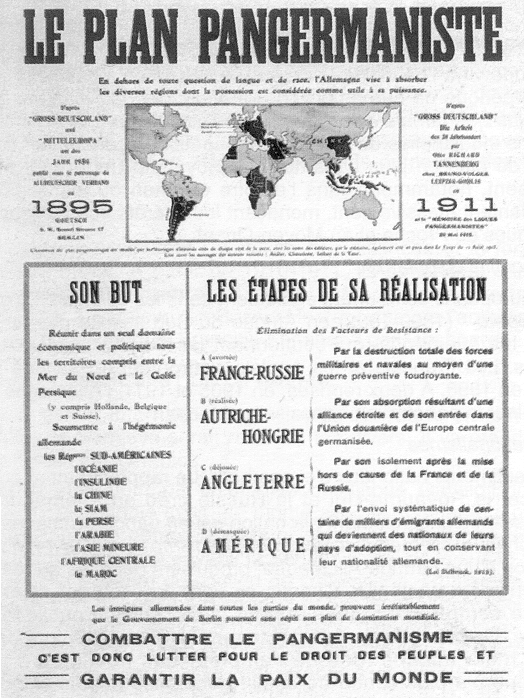 LE PLAN PANGERMANISTE
En dehors de toute question de langue et de race, l'Allemagne vise à absorber
les diverses régions dont la possession est considérée comme utile à sa puissance.
D'après
"GROSS DEUTSCHLAND"
und
"MITTELEUROPA"
um das
JAHR 1950
publié sous le patronage de
ALLDEUTSCHER VERBAND
en
1895
GOETSCH
BERLIN
CHINE
D'après
"GROSS DEUTSCHLAND"
Die Arbeit
des 20 Jahrhundert
par
Otto RICHARD
TANNENBERG
chez BRUNO-VOLGER
LEIPZIG-GOHLIS
en
1911
et le "MÉMOIRE des LIGUES
PANGERMANISTES"
20 Mai 1915.
SON BUT
Réunir dans un seul domaine
économique et politique tous
les territoires compris entre la
Mer du Nord et le Golfe
Persique
(y compris Hollande, Belgique
et Suisse),
Soumettre à l'hégémonie
allemande
les Répues SUD-AMÉRICAINES
l'OCÉANIE
l'INSULINDE
la CHINE
le SIAM
la PERSE
l'ARABIE
l'ASIE MINEURE
l'AFRIQUE CENTRALE
le MAROC
LES ÉTAPES DE SA RÉALISATION
Élimination des Facteurs de Resistance :
A (avortée)
FRANCE-RUSSIE
Par la destruction totale des forces
militaires et navales au moyen d'une
guerre préventive foudroyante.
B (réalisée)
AUTRICHE-
HONGRIE
Par son absorption résultant d'une
alliance étroite et de son entrée dans
l'Union douanière de l'Europe centrale
germanisée.
C (déjouée)
ANGLETERRE
Par son isolement après la mise
hors de cause de la France et de la
Russie.
D (démasquée)
AMÉRIQUE
Par l'envoi systématique de cen-
taine de milliers d'émigrants allemands
qui deviennent des nationaux de leurs
pays d'adoption, tout en conservant
leur nationalité allemande.
(Loi Delbruck, 1913).
Les intrigues allemandes dans toutes les parties du monde, prouvent irréfutablement
que le Gouvernement de Berlin poursuit sans répit son plan de domination mondiale.
COMBATTRE LE PANGERMANISME
C'EST DONC LUTTER POUR LE DROIT DES PEUPLES ET
GARANTIR LA PAIX DU MONDE